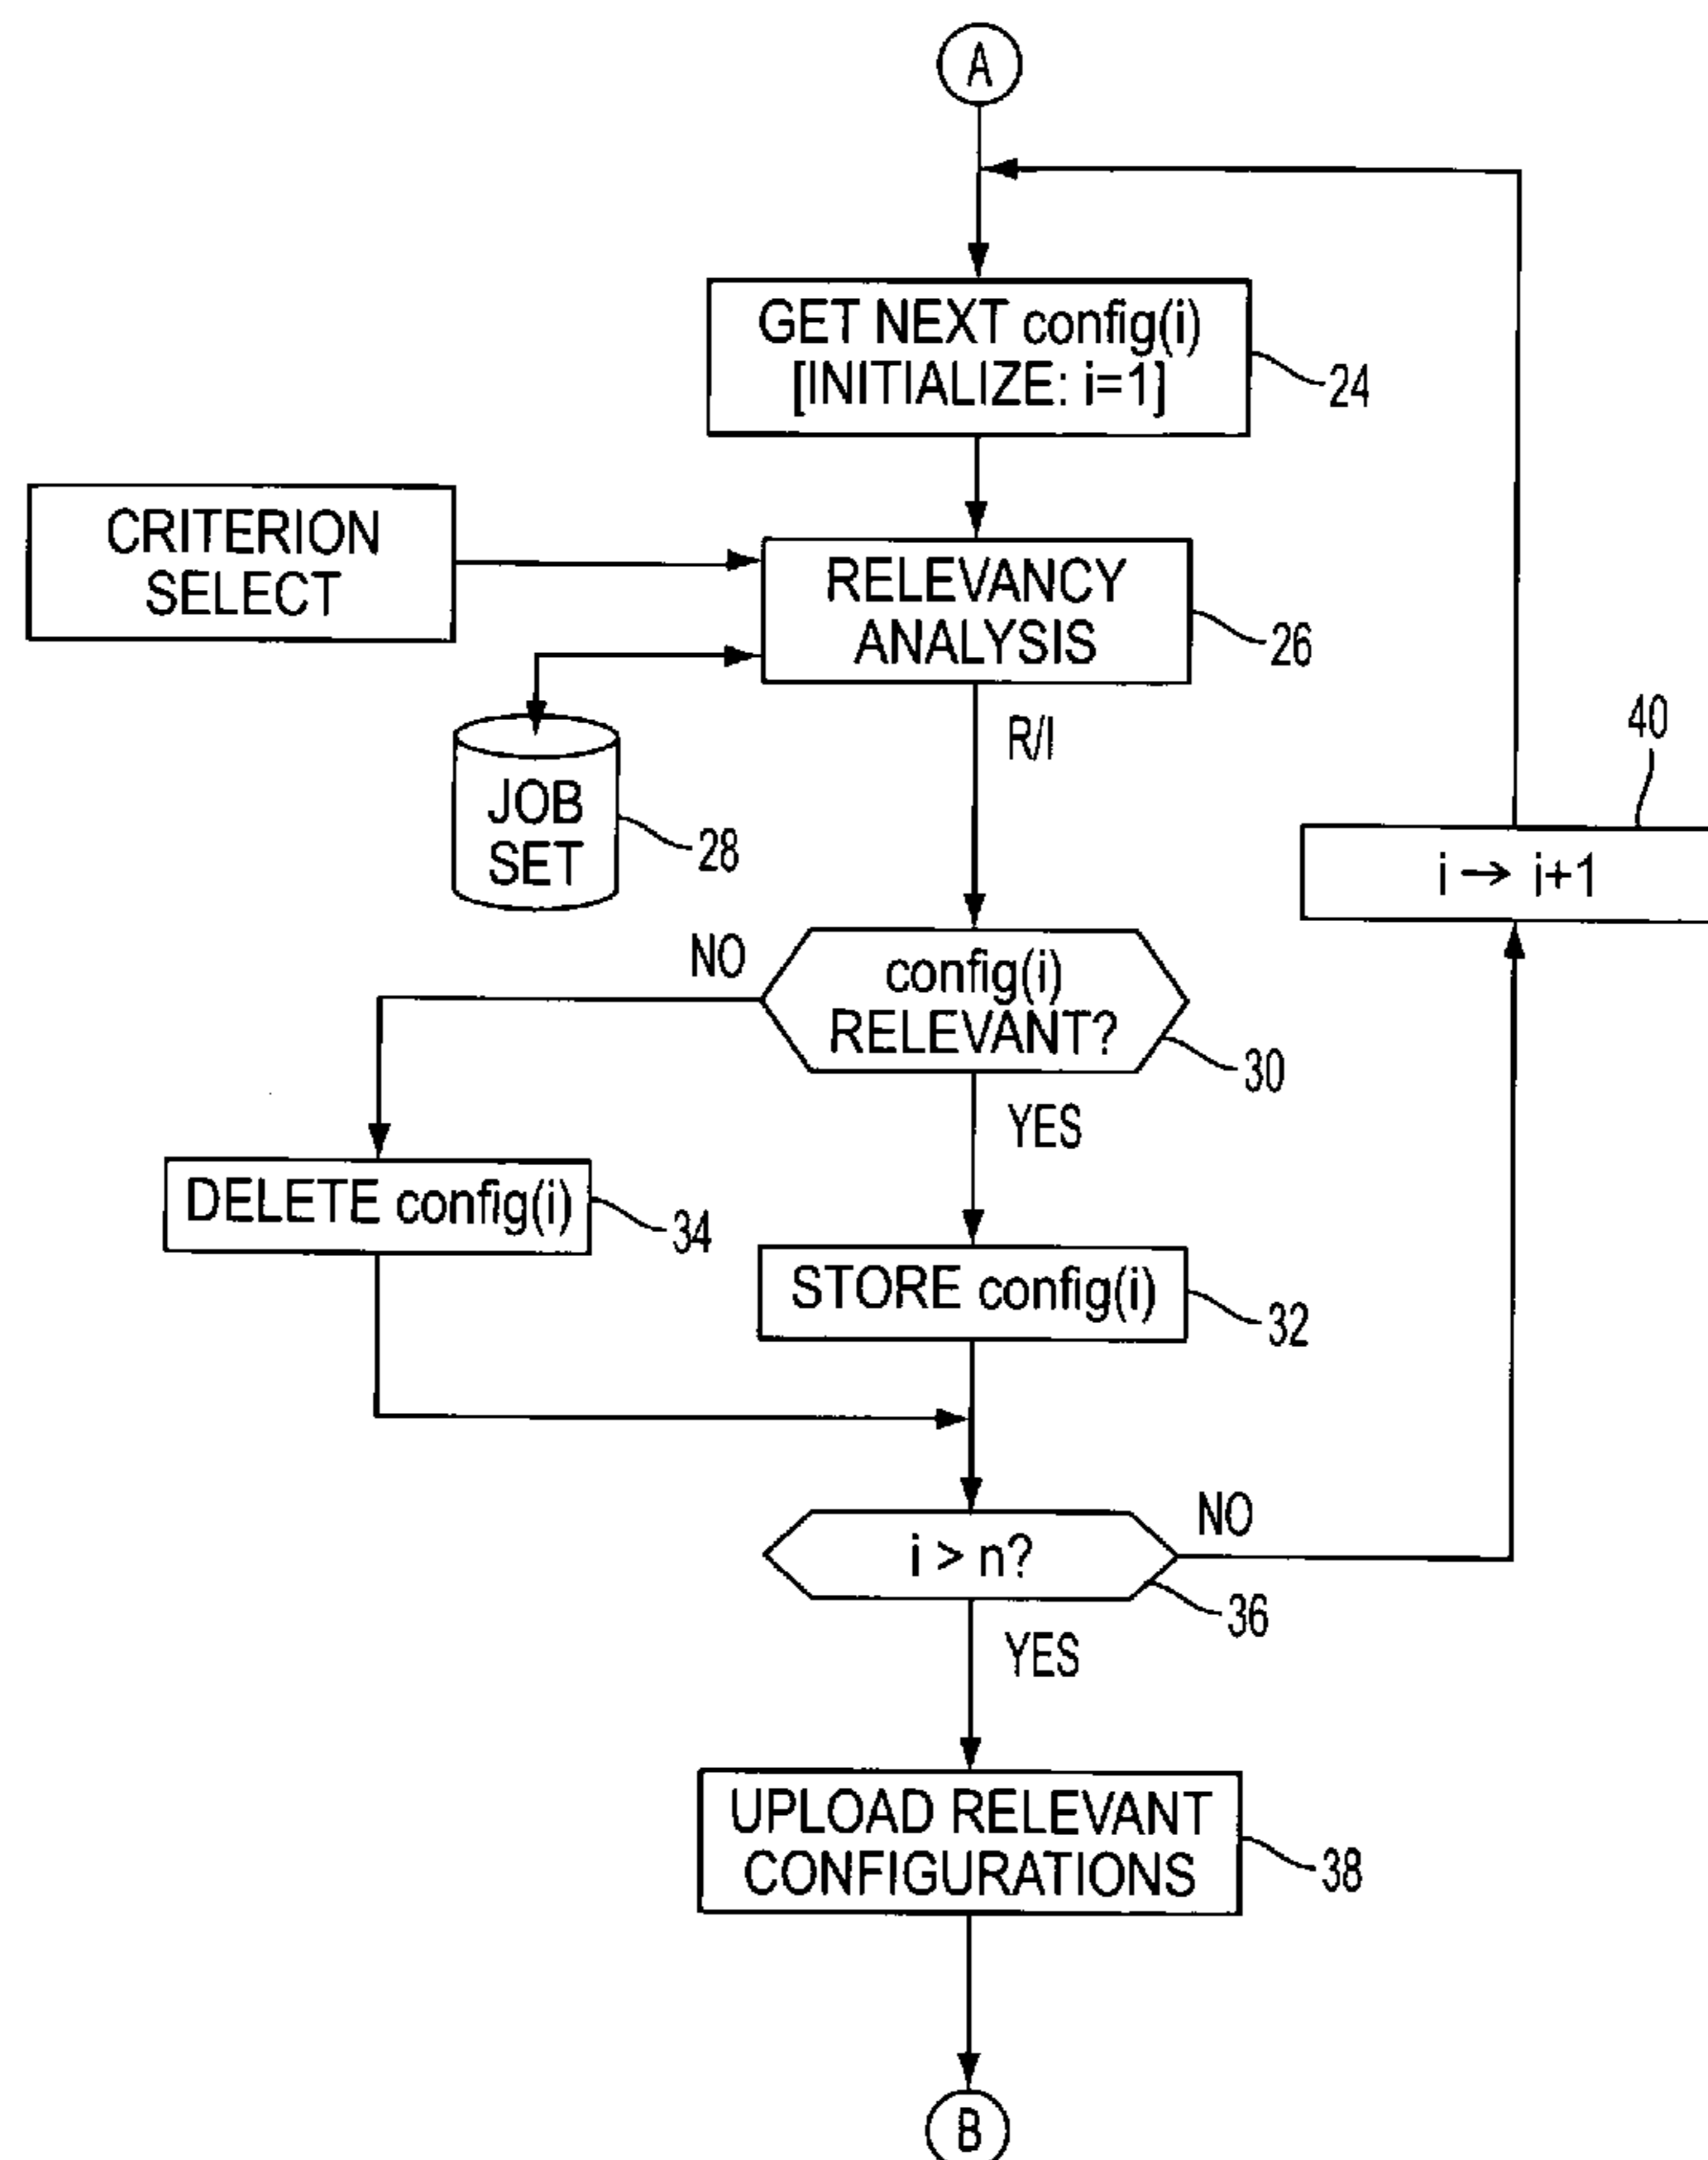 A
GET NEXT config(i)
[INITIALIZE: i=1]
24
CRITERION
SELECT
RELEVANCY
ANALYSIS
26
R/I
JOB
SET
28
40
i → i+1
NO
config(i)
RELEVANT?
30
YES
DELETE config(i)
34
STORE config(i)
32
i > n?
NO
36
YES
UPLOAD RELEVANT
CONFIGURATIONS
38
B